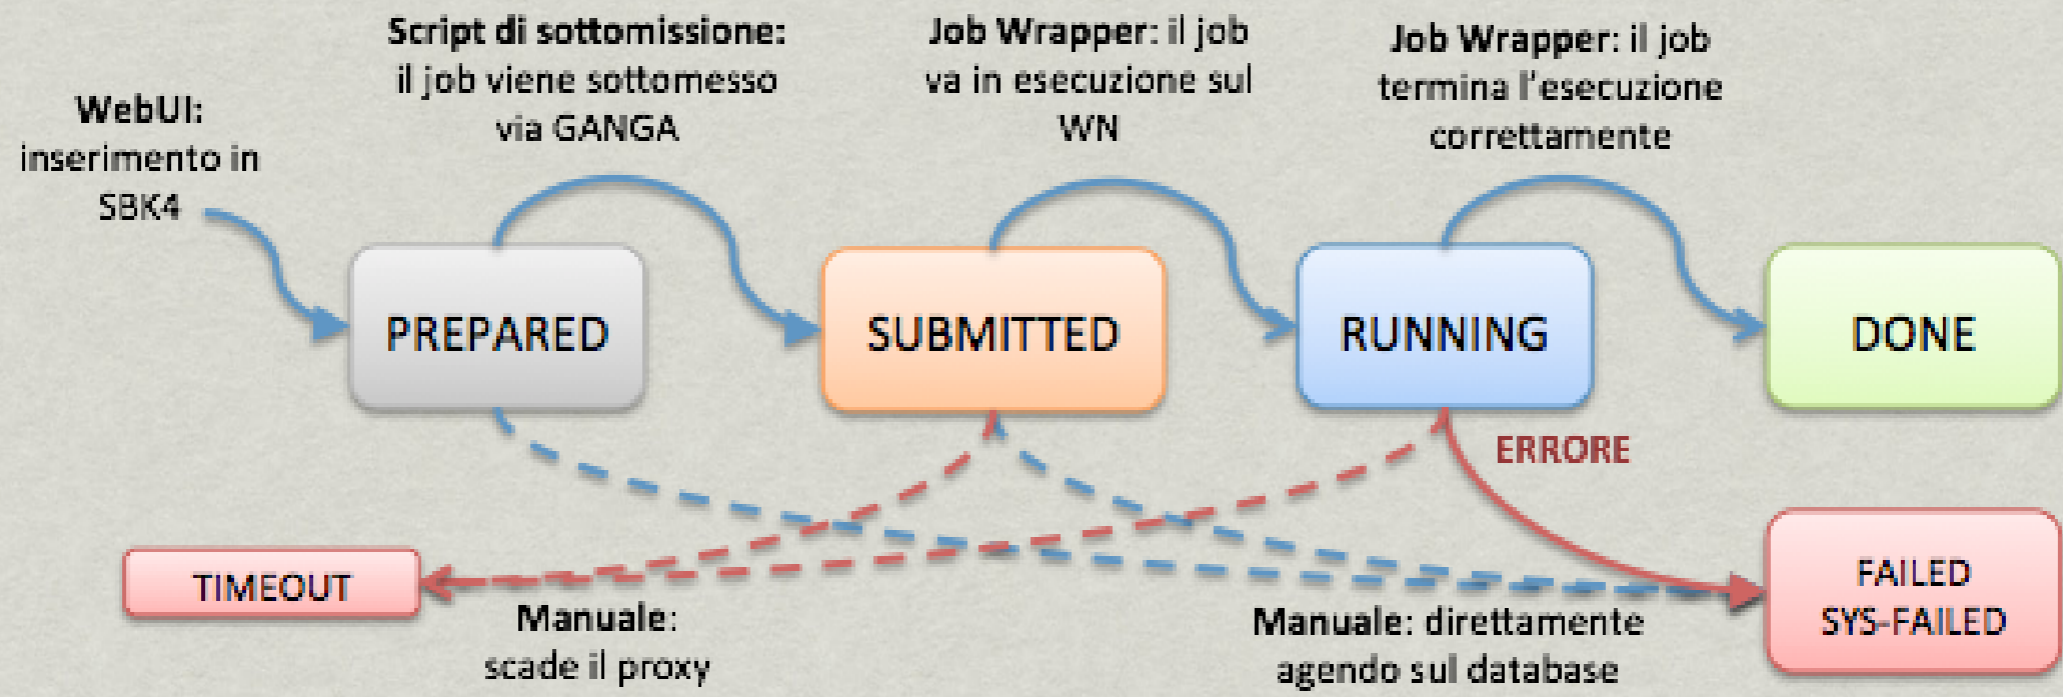 WebUI:
inserimento in
SBK4
Script di sottomissione:
il job viene sottomesso
via GANGA
Job Wrapper: il job
va in esecuzione sul
WN
Job Wrapper: il job
termina l'esecuzione
correttamente
PREPARED
SUBMITTED
RUNNING
DONE
ERRORE
TIMEOUT
Manuale:
scade il proxy
Manuale: direttamente
agendo sul database
FAILED
SYS-FAILED